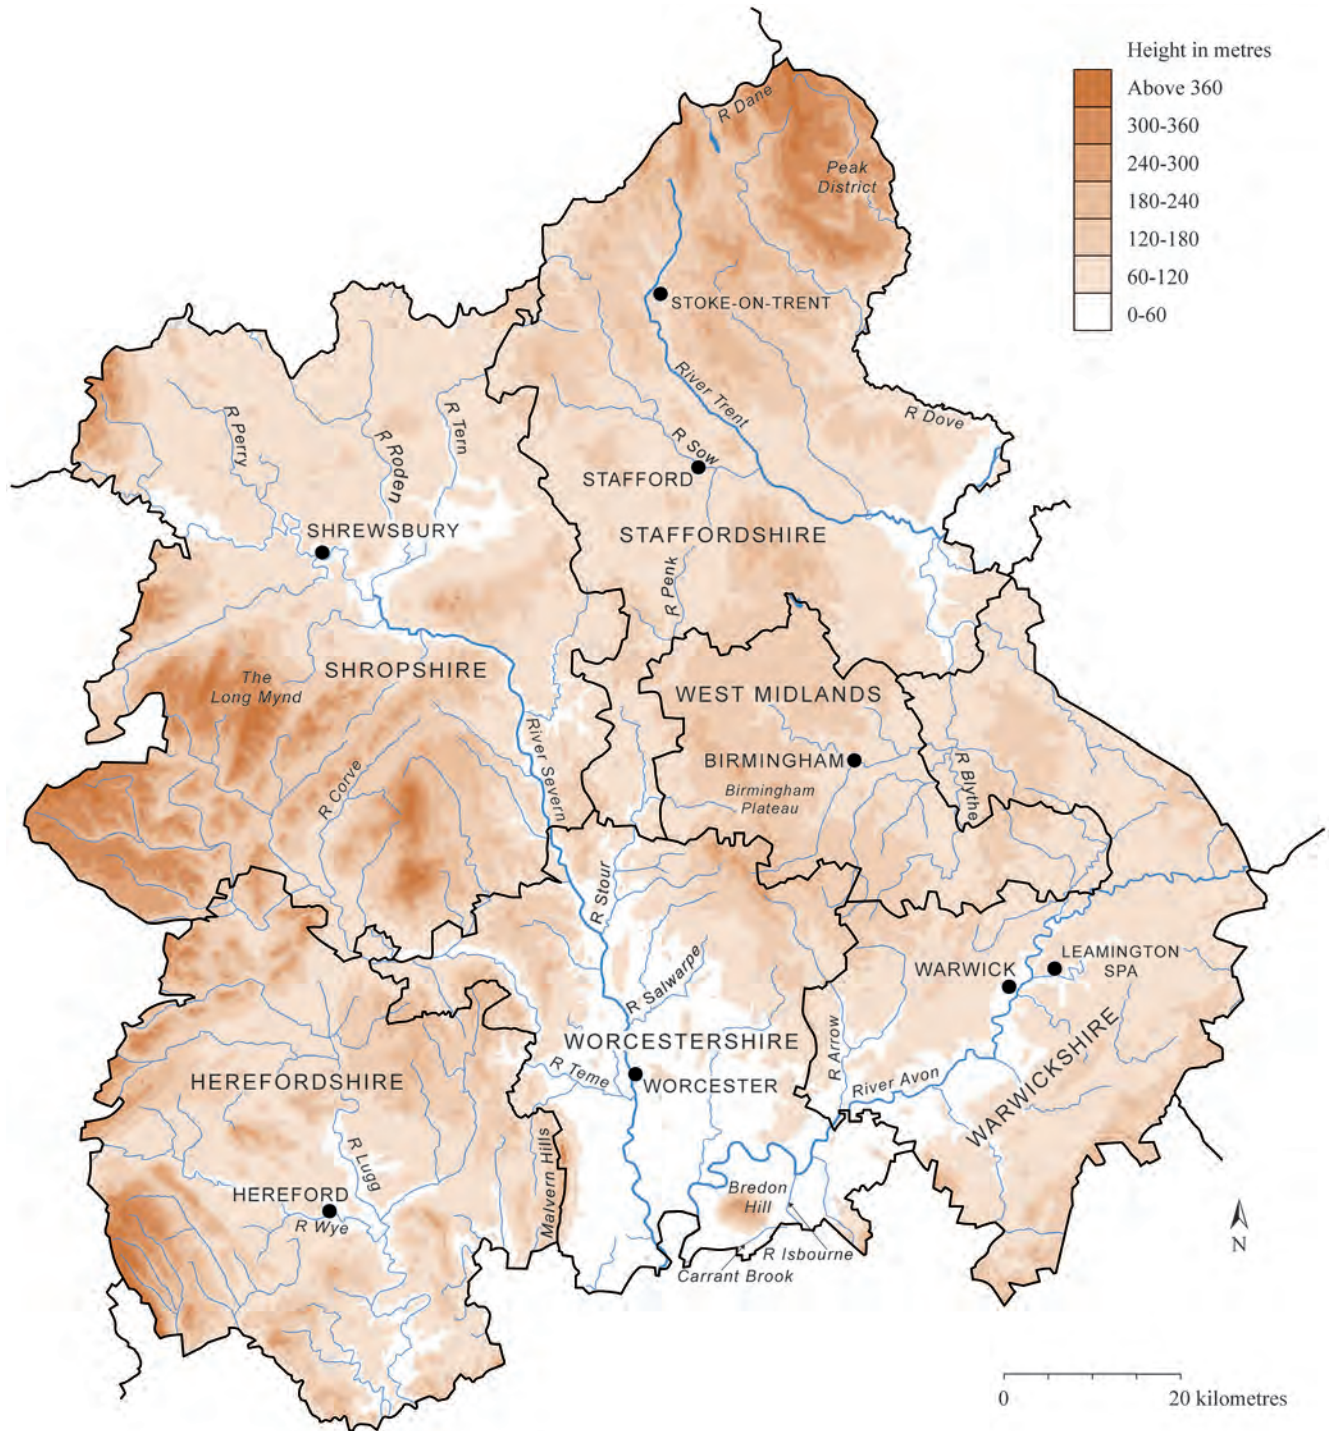 Height in metres
Above 360
300-360
240-300
180-240
120-180
60-120
0-60
R Dane
Peak
District
STOKE-ON-TRENT
River Trent
R Dove
R Perry
R Roden
R Tern
R Sow
STAFFORD
SHREWSBURY
STAFFORDSHIRE
R Penk
The
Long Mynd
SHROPSHIRE
WEST MIDLANDS
River Severn
BIRMINGHAM
Birmingham
Plateau
R Blythe
R Corve
R Stour
R Salwarpe
WARWICK
LEAMINGTON
SPA
WORCESTERSHIRE
R Arrow
WARWICKSHIRE
HEREFORDSHIRE
R Teme
WORCESTER
River Avon
R Lugg
Malvern Hills
HEREFORD
R Wye
Bredon
Hill
R Isbourne
Carrant Brook
N
0
20 kilometres